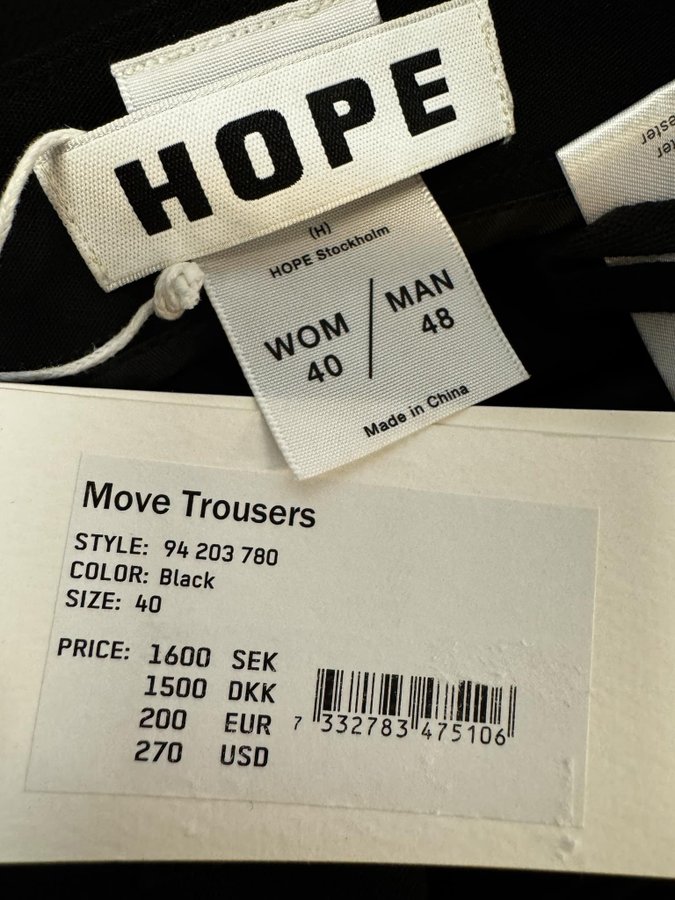 HOPE
(H)
HOPE Stockholm
WOM / MAN
40 48
Made in China
Move Trousers
STYLE: 94 203 780
COLOR: Black
SIZE: 40
PRICE: 1600 SEK
1500 DKK
200 EUR
270 USD
7 332783 475106